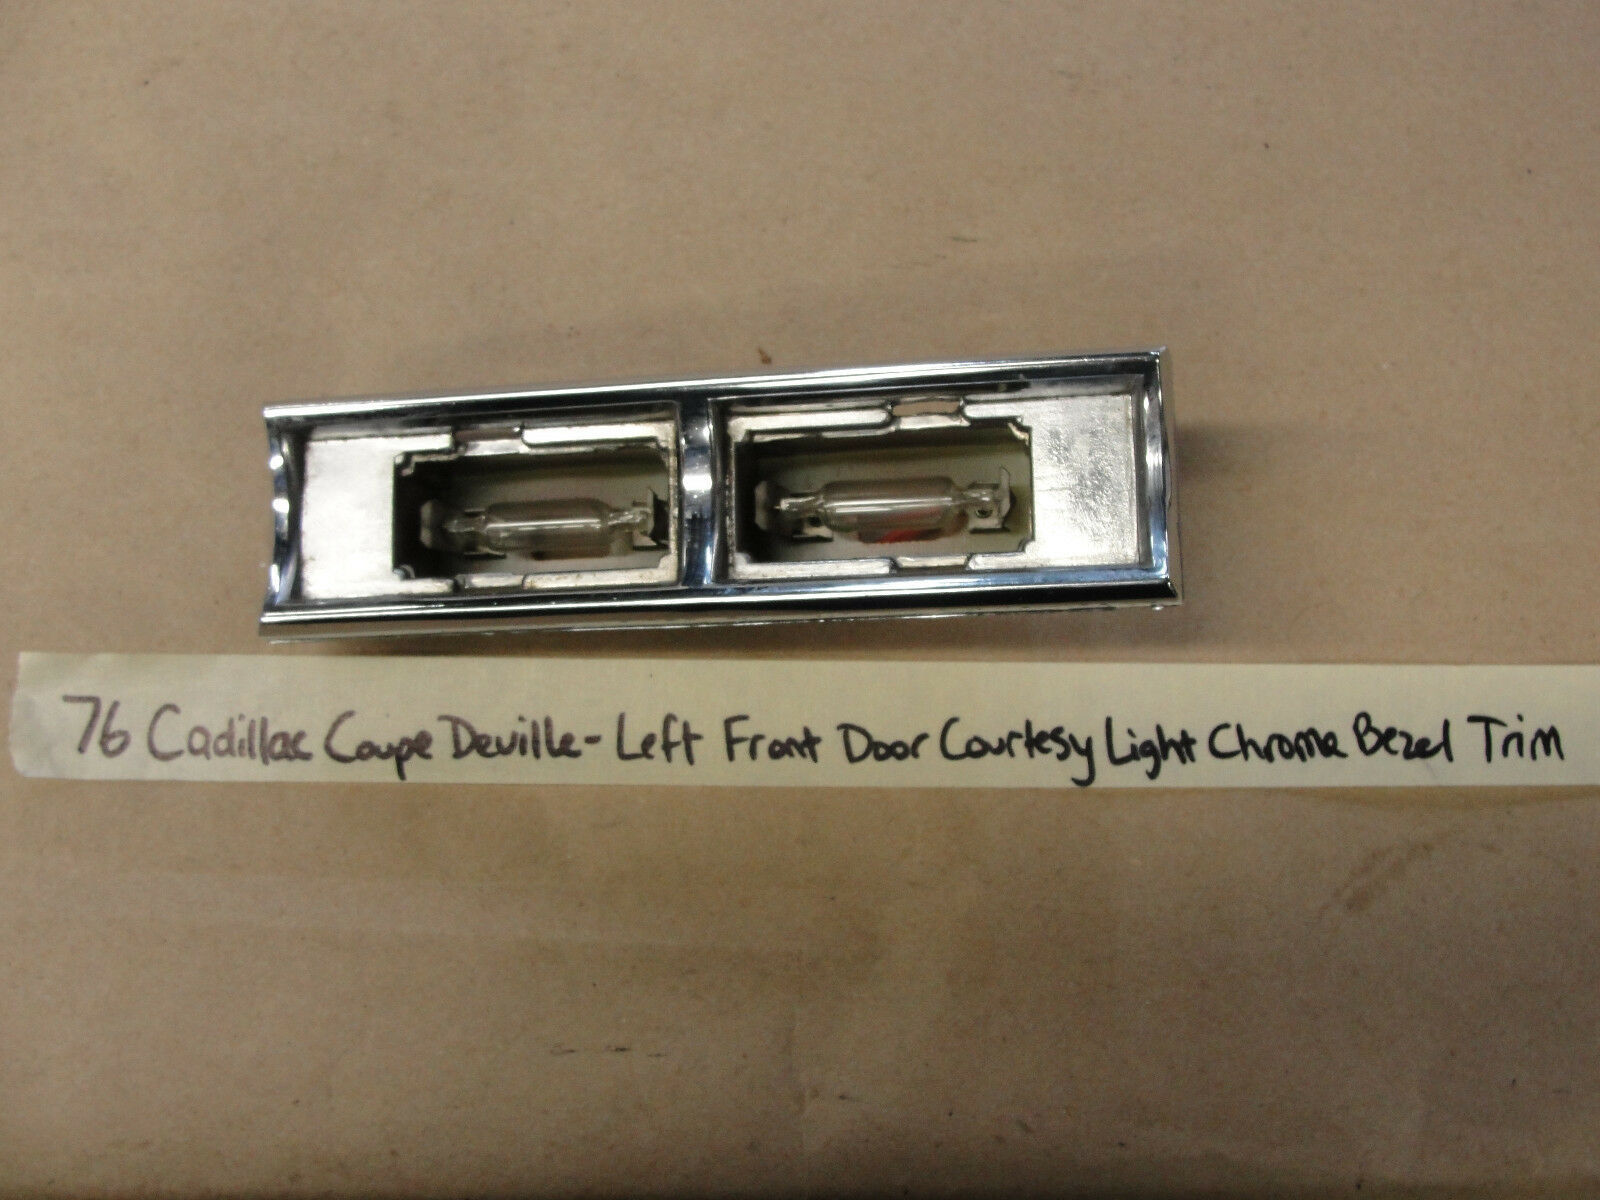 76 Cadillac Coupe Deville - Left Front Door Courtesy Light Chrome Bezel Trim